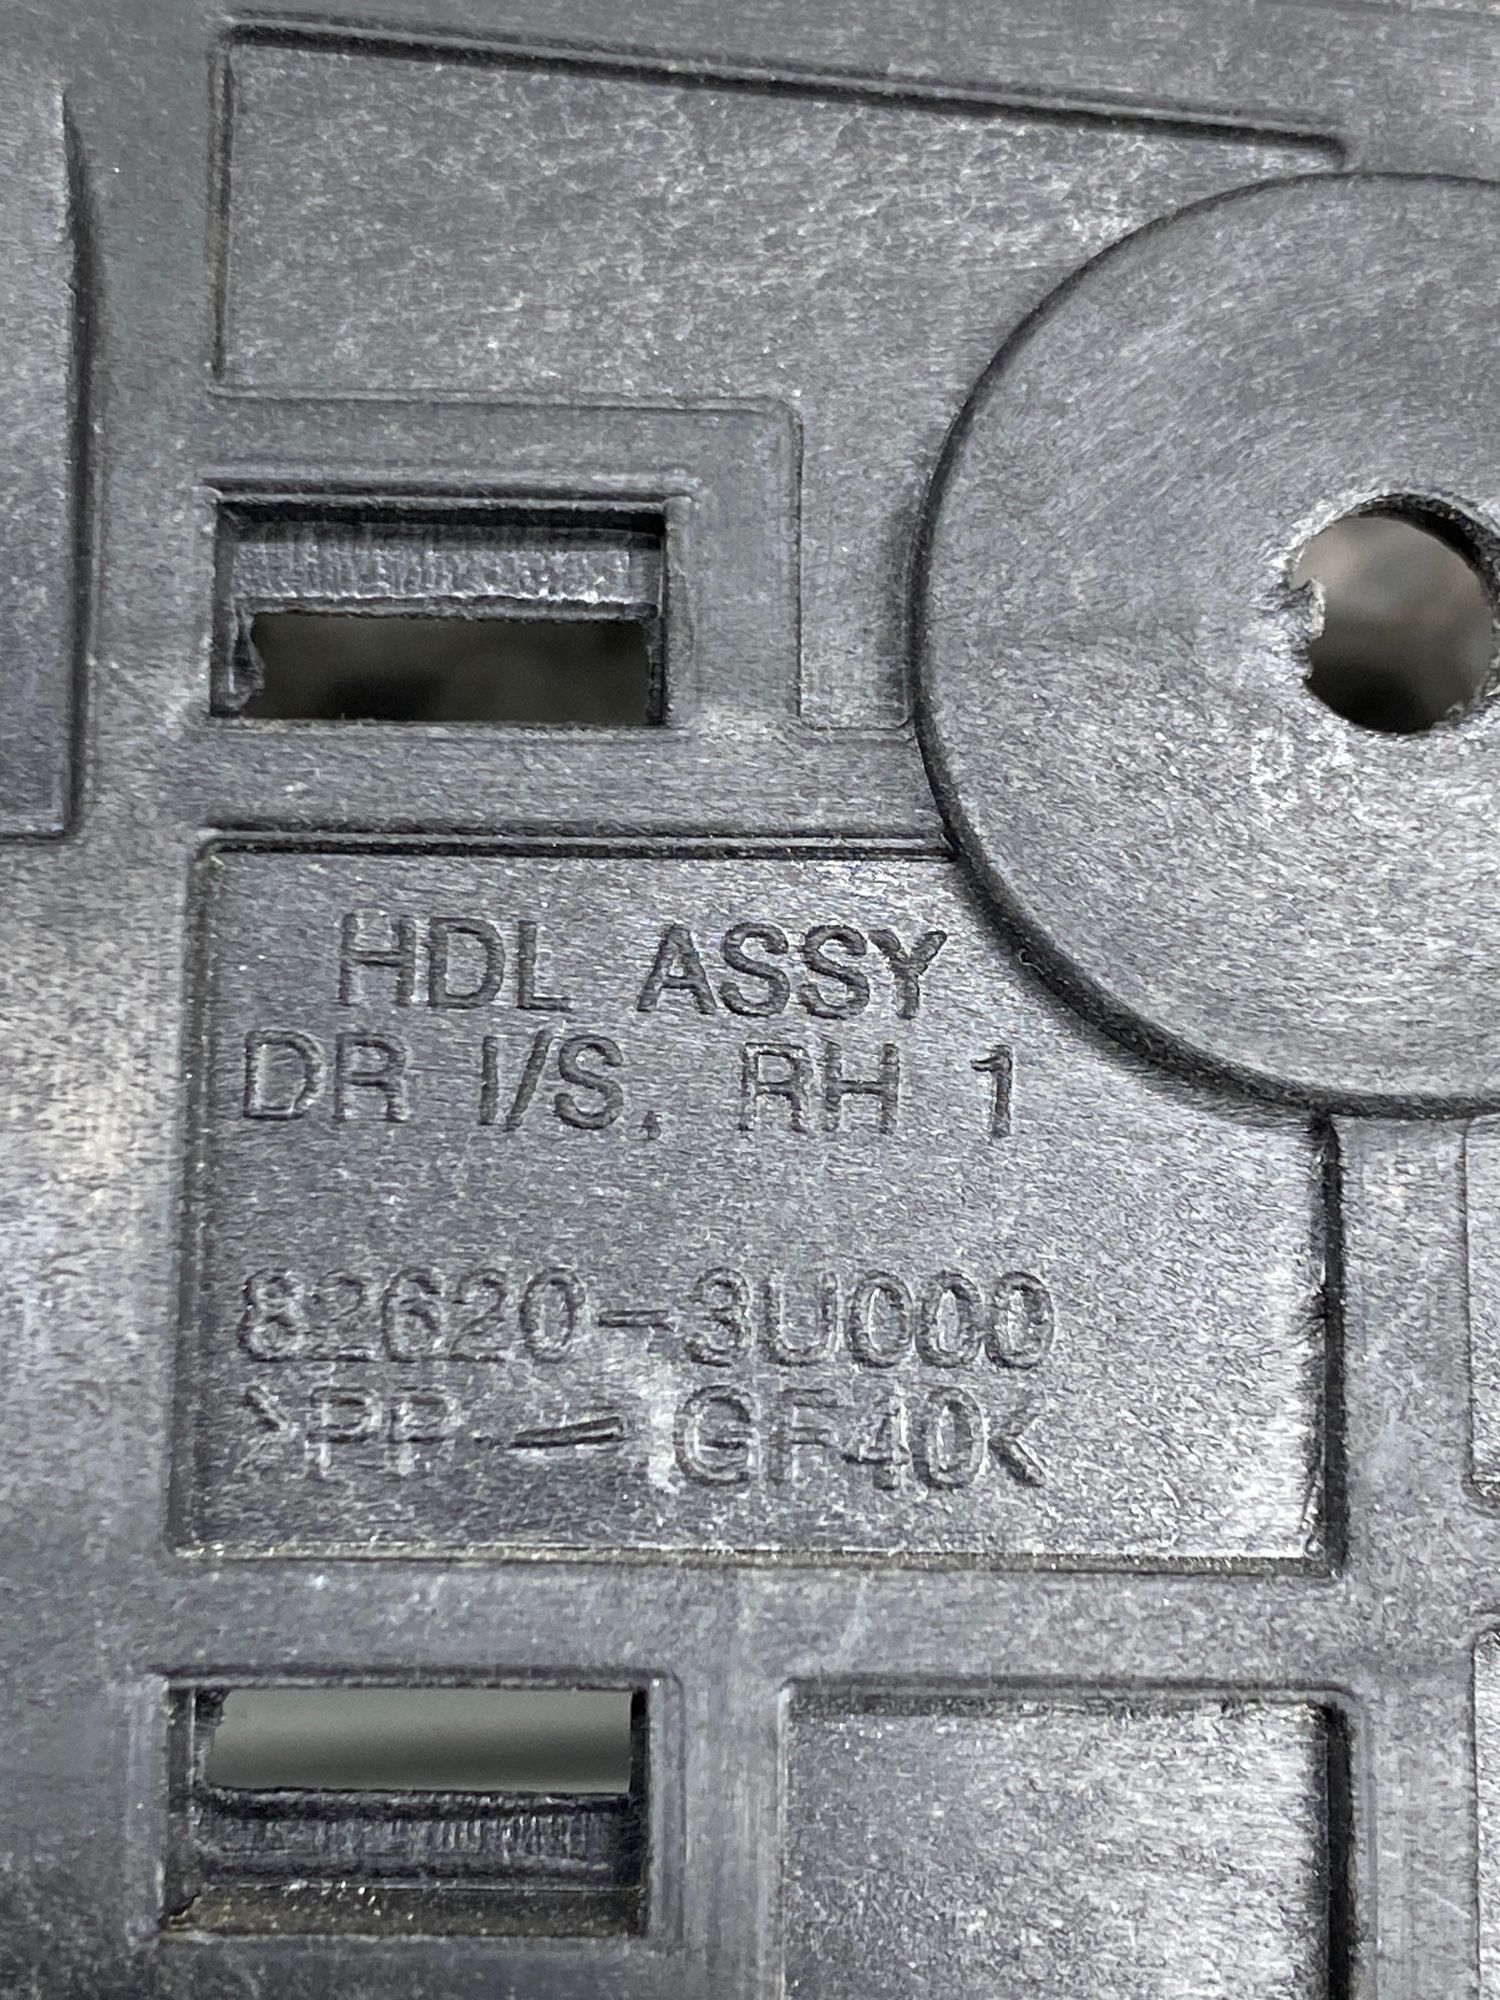 HDL ASSY
DR I/S, RH 1
82620-3U000
>PP-GF40<